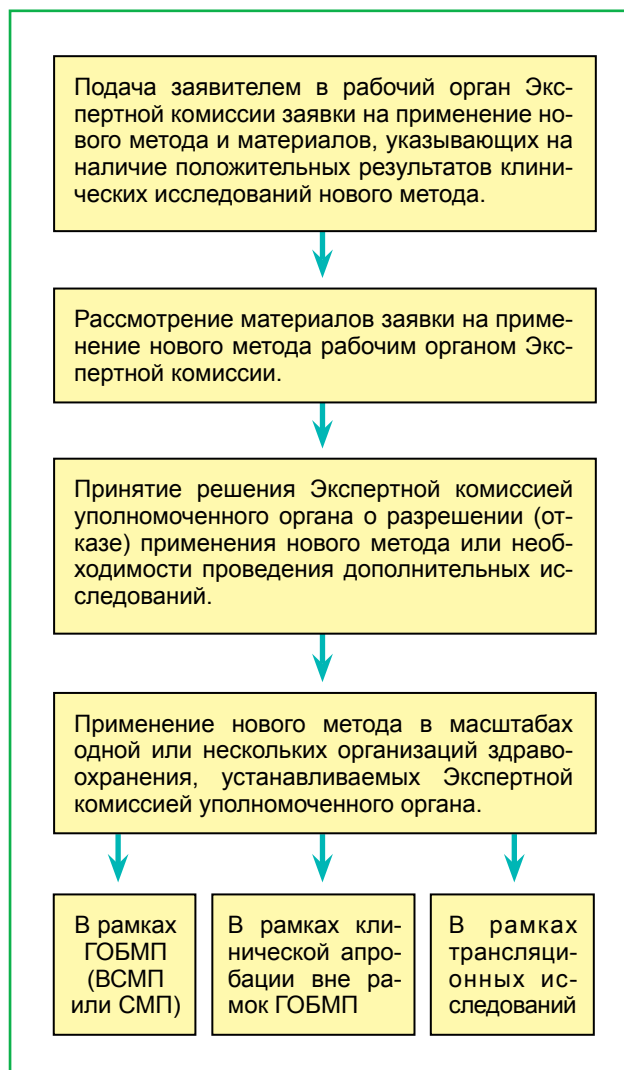 Подача заявителем в рабочий орган Экс-
пертной комиссии заявки на применение но-
вого метода и материалов, указывающих на
наличие положительных результатов клини-
ческих исследований нового метода.
Рассмотрение материалов заявки на приме-
нение нового метода рабочим органом Экс-
пертной комиссии.
Принятие решения Экспертной комиссией
уполномоченного органа о разрешении (от-
казе) применения нового метода или необ-
ходимости проведения дополнительных ис-
следований.
Применение нового метода в масштабах
одной или нескольких организаций здраво-
охранения, устанавливаемых Экспертной
комиссией уполномоченного органа.
В рамках
ГОБМП
(ВСМП
или СМП)
В рамках кли-
нической апро-
бации вне ра-
мок ГОБМП
В рамках
трансляци-
онных ис-
следований